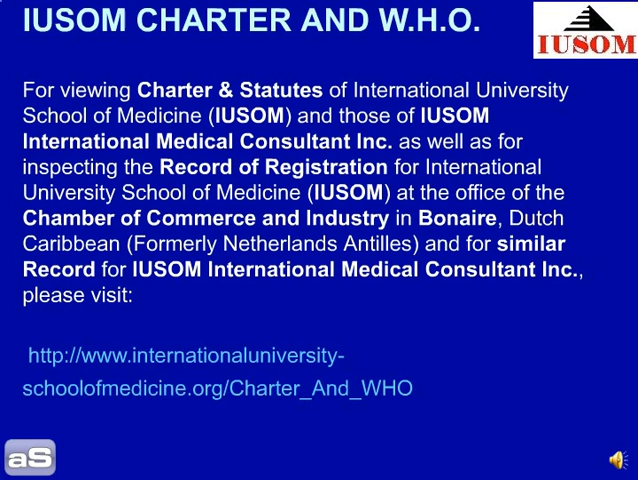 IUSOM CHARTER AND W.H.O.
IUSOM
For viewing Charter & Statutes of International University
School of Medicine (IUSOM) and those of IUSOM
International Medical Consultant Inc. as well as for
inspecting the Record of Registration for International
University School of Medicine (IUSOM) at the office of the
Chamber of Commerce and Industry in Bonaire, Dutch
Caribbean (Formerly Netherlands Antilles) and for similar
Record for IUSOM International Medical Consultant Inc.,
please visit:
http://www.internationaluniversity-
schoolofmedicine.org/Charter_And_WHO
aS